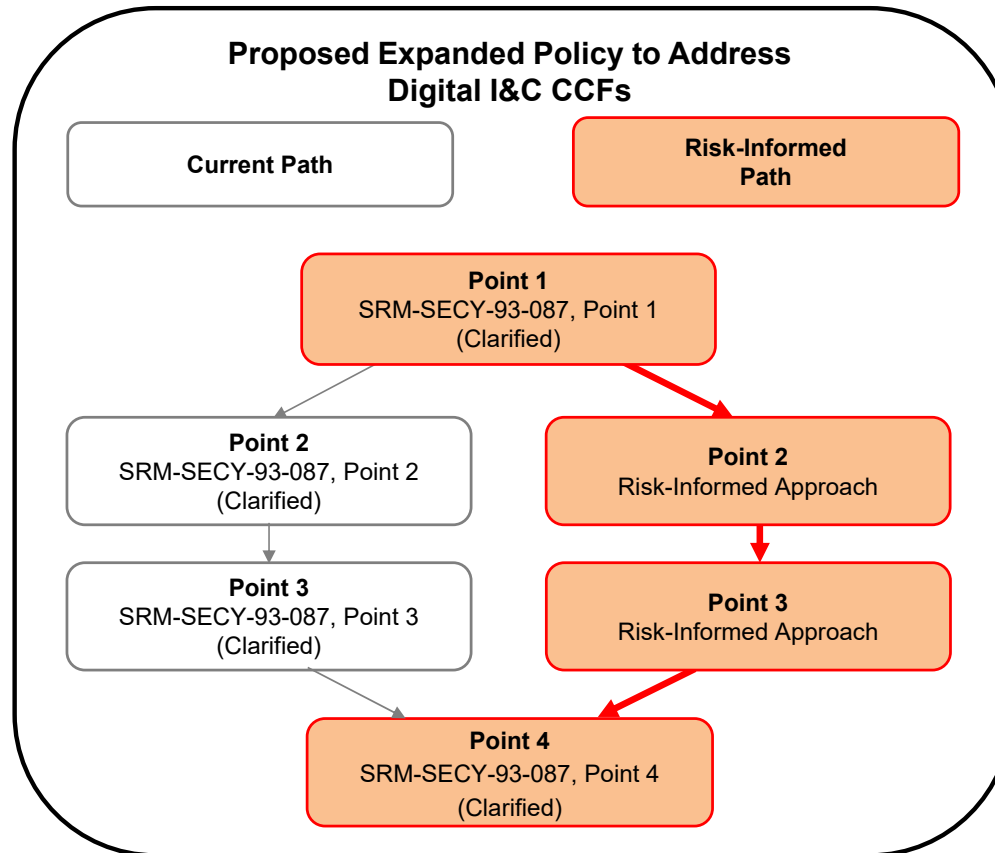 Proposed Expanded Policy to Address
Digital I&C CCFs
Current Path
Risk-Informed
Path
Point 1
SRM-SECY-93-087, Point 1
(Clarified)
Point 2
SRM-SECY-93-087, Point 2
(Clarified)
Point 2
Risk-Informed Approach
Point 3
SRM-SECY-93-087, Point 3
(Clarified)
Point 3
Risk-Informed Approach
Point 4
SRM-SECY-93-087, Point 4
(Clarified)